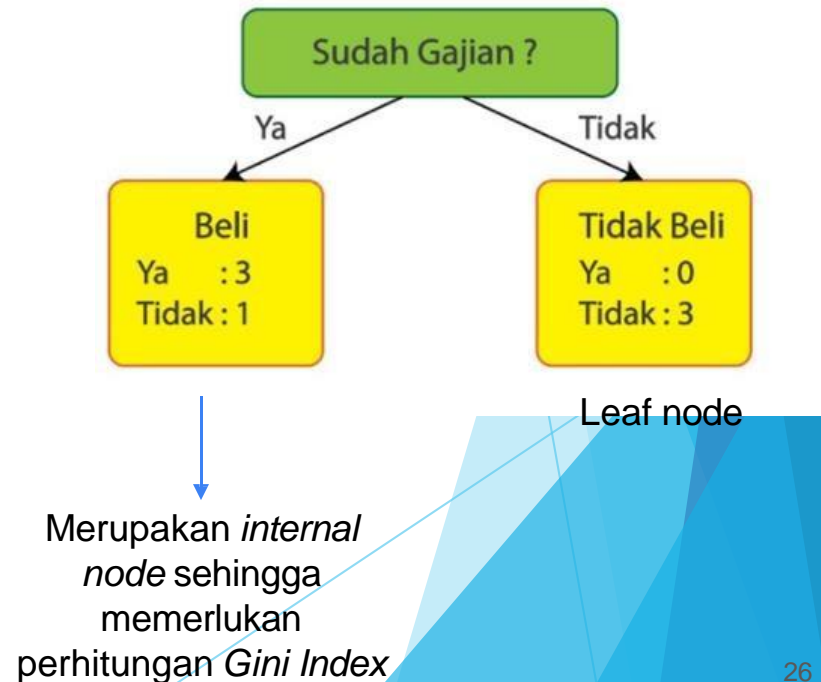 Sudah Gajian ?
Ya
Tidak
Beli
Ya : 3
Tidak : 1
Tidak Beli
Ya : 0
Tidak : 3
Leaf node
Merupakan internal
node sehingga
memerlukan
perhitungan Gini Index
26